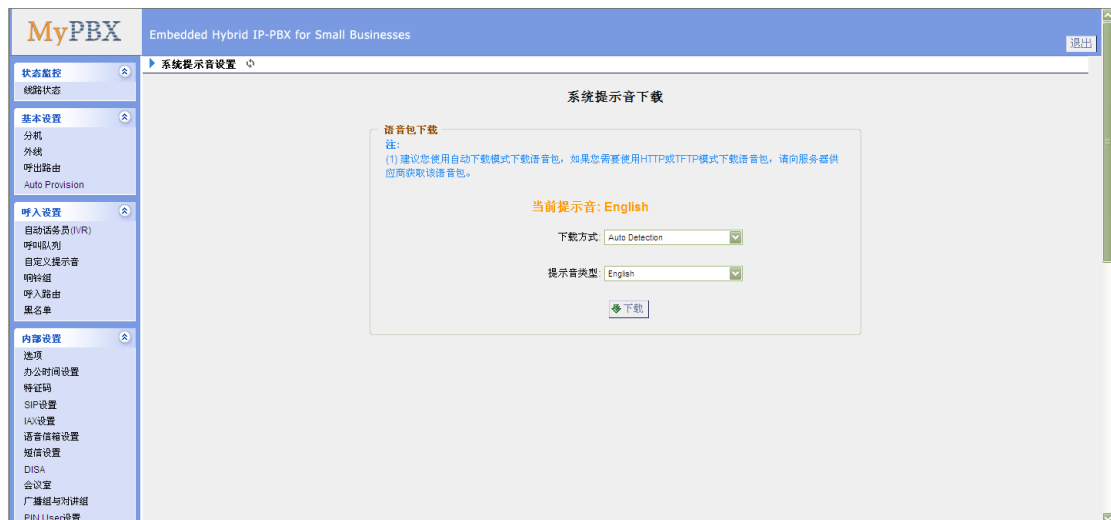 MyPBX
Embedded Hybrid IP-PBX for Small Businesses
退出
状态监控
线路状态
基本设置
分机
外线
呼出路由
Auto Provision
呼入设置
自动话务员(IVR)
呼叫队列
自定义提示音
响铃组
呼入路由
黑名单
内部设置
选项
办公时间设置
特征码
SIP设置
IAX设置
语音信箱设置
短信设置
DISA
会议室
广播组与对讲组
PIN User设置
系统提示音设置
系统提示音下载
语音包下载
注:
(1) 建议您使用自动下载模式下载语音包，如果您需要使用HTTP或TFTP模式下载语音包，请向服务器供
应商获取该语音包。
当前提示音: English
下载方式: Auto Detection
提示音类型: English
下载